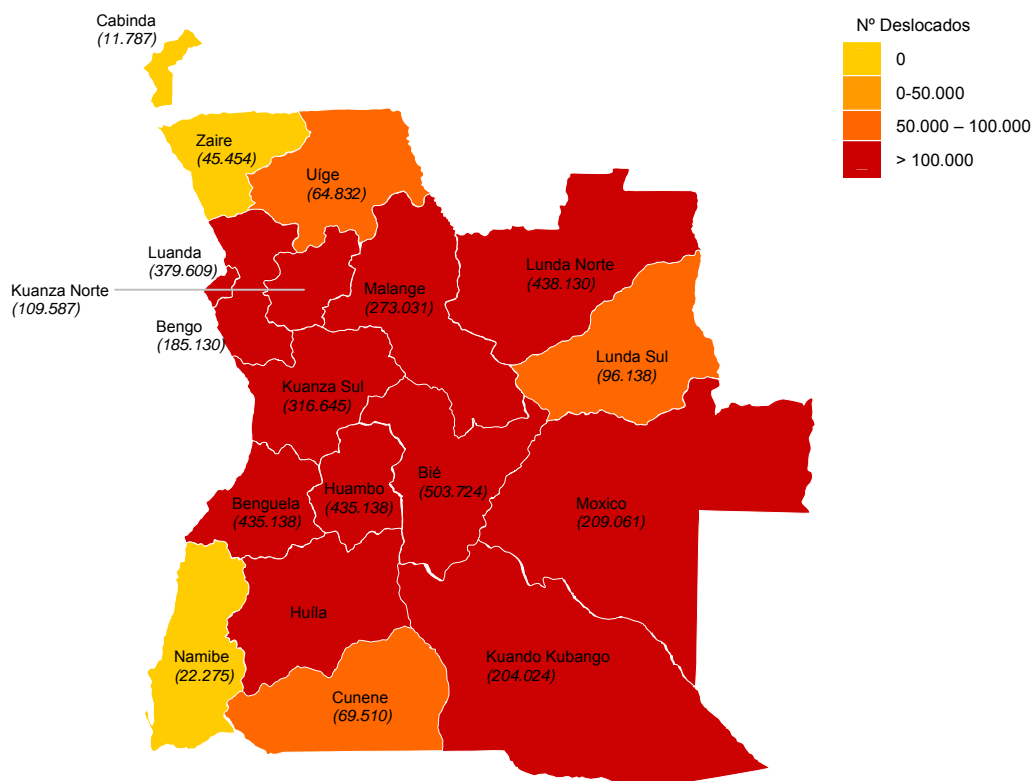 Cabinda
(11.787)
Nº Deslocados
0
0-50.000
50.000 – 100.000
> 100.000
Zaire
(45.454)
Uíge
(64.832)
Luanda
(379.609)
Kuanza Norte
(109.587)
Bengo
(185.130)
Malange
(273.031)
Lunda Norte
(438.130)
Lunda Sul
(96.138)
Kuanza Sul
(316.645)
Benguela
(435.138)
Huambo
(435.138)
Bié
(503.724)
Moxico
(209.061)
Huíla
Namibe
(22.275)
Cunene
(69.510)
Kuando Kubango
(204.024)